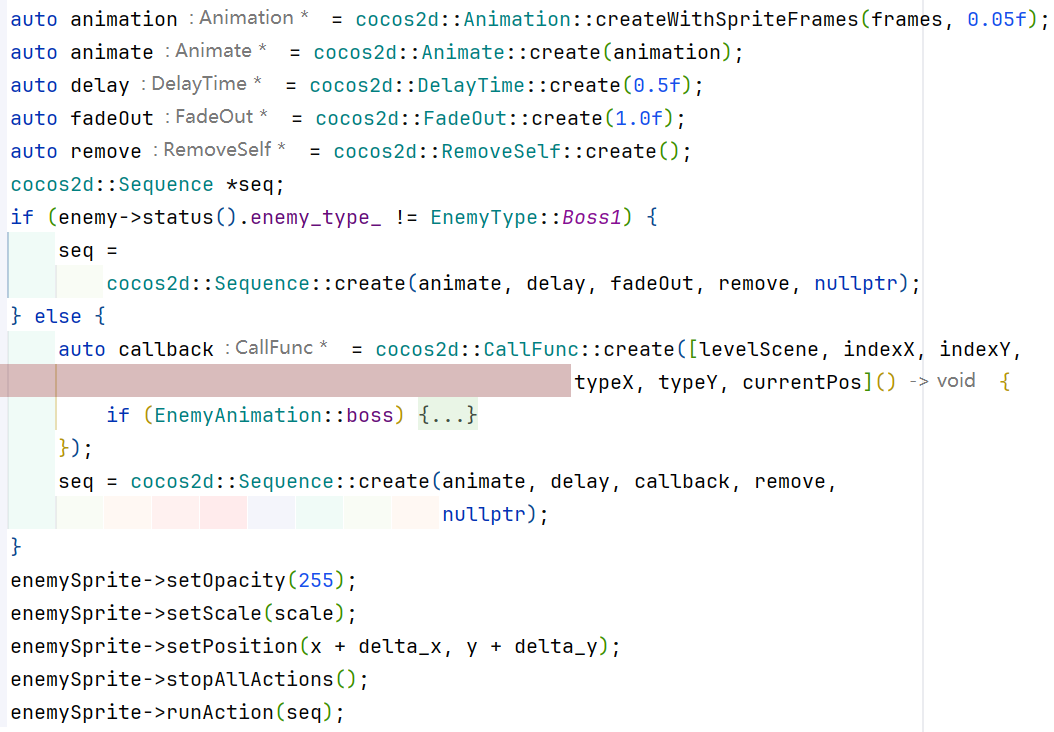 auto animation : Animation * = cocos2d::Animation::createWithSpriteFrames(frames, 0.05f);
auto animate : Animate * = cocos2d::Animate::create(animation);
auto delay : DelayTime * = cocos2d::DelayTime::create(0.5f);
auto fadeOut : FadeOut * = cocos2d::FadeOut::create(1.0f);
auto remove : RemoveSelf * = cocos2d::RemoveSelf::create();
cocos2d::Sequence *seq;
if (enemy->status().enemy_type_ != EnemyType::Boss1) {
    seq =
        cocos2d::Sequence::create(animate, delay, fadeOut, remove, nullptr);
} else {
    auto callback : CallFunc * = cocos2d::CallFunc::create([levelScene, indexX, indexY,
                                               typeX, typeY, currentPos]() -> void {
        if (EnemyAnimation::boss) {...}
    });
    seq = cocos2d::Sequence::create(animate, delay, callback, remove,
                                    nullptr);
}
enemySprite->setOpacity(255);
enemySprite->setScale(scale);
enemySprite->setPosition(x + delta_x, y + delta_y);
enemySprite->stopAllActions();
enemySprite->runAction(seq);